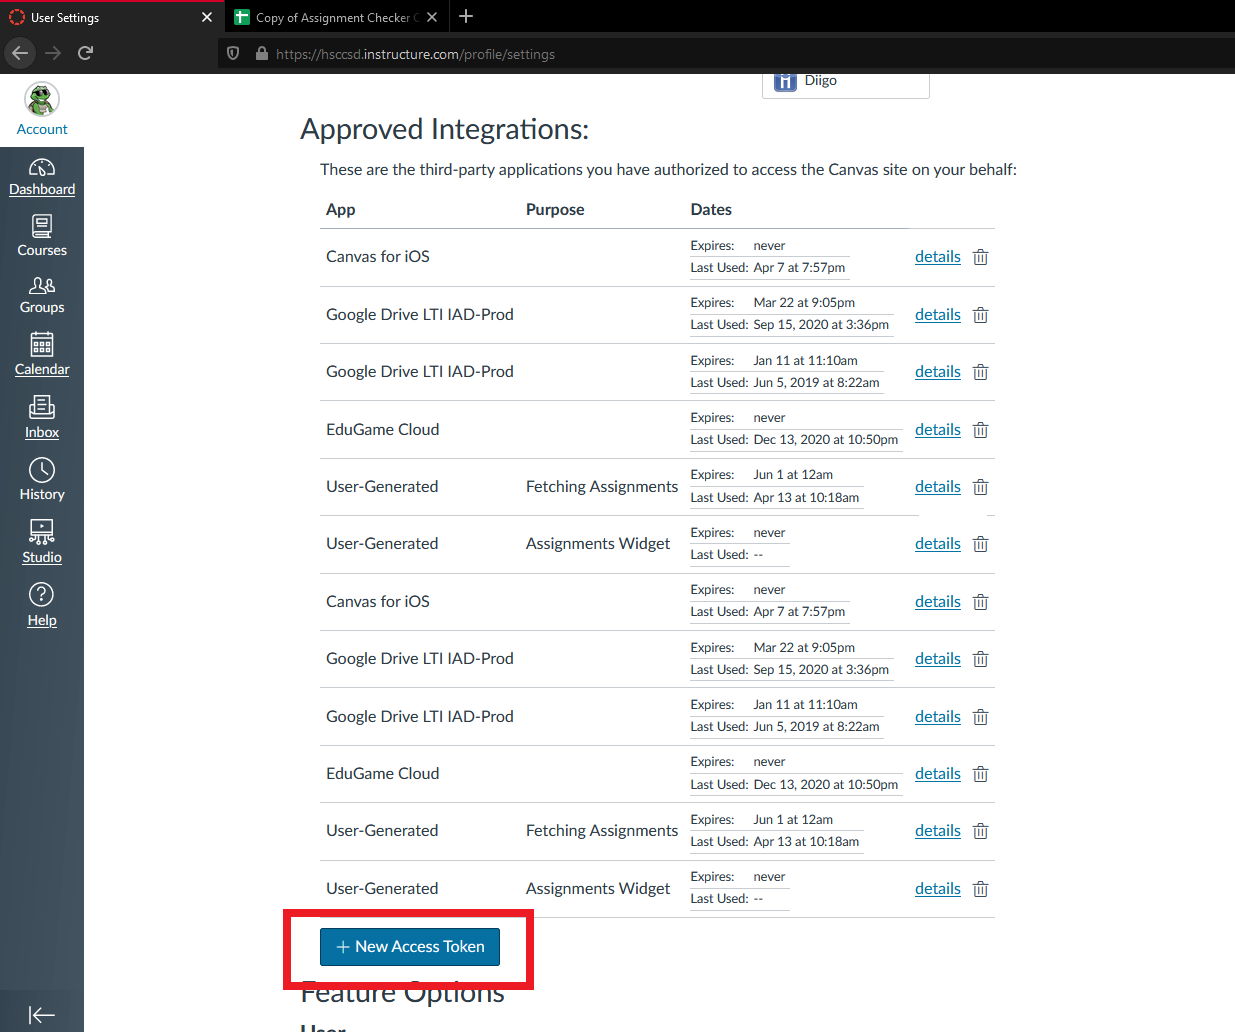 User Settings
Copy of Assignment Checker
https://hsccsd.instructure.com/profile/settings
Diigo
Account
Dashboard
Courses
Groups
Calendar
Inbox
History
Studio
Help
Approved Integrations:
These are the third-party applications you have authorized to access the Canvas site on your behalf:
App Purpose Dates
Canvas for iOS Expires: never details
Last Used: Apr 7 at 7:57pm
Google Drive LTI IAD-Prod Expires: Mar 22 at 9:05pm details
Last Used: Sep 15, 2020 at 3:36pm
Google Drive LTI IAD-Prod Expires: Jan 11 at 11:10am details
Last Used: Jun 5, 2019 at 8:22am
EduGame Cloud Expires: never details
Last Used: Dec 13, 2020 at 10:50pm
User-Generated Fetching Assignments Expires: Jun 1 at 12am details
Last Used: Apr 13 at 10:18am
User-Generated Assignments Widget Expires: never details
Last Used: --
Canvas for iOS Expires: never details
Last Used: Apr 7 at 7:57pm
Google Drive LTI IAD-Prod Expires: Mar 22 at 9:05pm details
Last Used: Sep 15, 2020 at 3:36pm
Google Drive LTI IAD-Prod Expires: Jan 11 at 11:10am details
Last Used: Jun 5, 2019 at 8:22am
EduGame Cloud Expires: never details
Last Used: Dec 13, 2020 at 10:50pm
User-Generated Fetching Assignments Expires: Jun 1 at 12am details
Last Used: Apr 13 at 10:18am
User-Generated Assignments Widget Expires: never details
Last Used: --
+ New Access Token
Feature Options
User